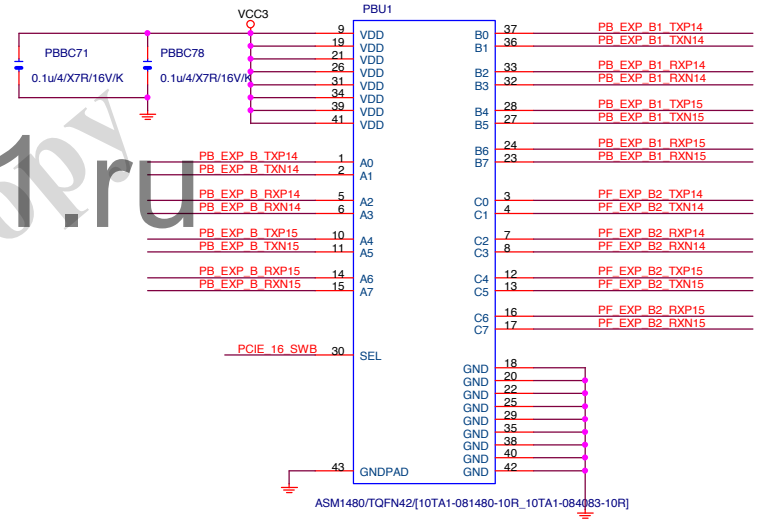 VCC3
PBU1
PBBC71
0.1u/4/X7R/16V/K
PBBC78
0.1u/4/X7R/16V/K
9 VDD
19 VDD
21 VDD
26 VDD
31 VDD
34 VDD
39 VDD
41 VDD
PB_EXP_B_TXP14 1 A0
PB_EXP_B_TXN14 2 A1
PB_EXP_B_RXP14 5 A2
PB_EXP_B_RXN14 6 A3
PB_EXP_B_TXP15 10 A4
PB_EXP_B_TXN15 11 A5
PB_EXP_B_RXP15 14 A6
PB_EXP_B_RXN15 15 A7
PCIE_16_SWB 30 SEL
43 GNDPAD
B0 37 PB_EXP_B1_TXP14
B1 36 PB_EXP_B1_TXN14
B2 33 PB_EXP_B1_RXP14
B3 32 PB_EXP_B1_RXN14
B4 28 PB_EXP_B1_TXP15
B5 27 PB_EXP_B1_TXN15
B6 24 PB_EXP_B1_RXP15
B7 23 PB_EXP_B1_RXN15
C0 3 PF_EXP_B2_TXP14
C1 4 PF_EXP_B2_TXN14
C2 7 PF_EXP_B2_RXP14
C3 8 PF_EXP_B2_RXN14
C4 12 PF_EXP_B2_TXP15
C5 13 PF_EXP_B2_TXN15
C6 16 PF_EXP_B2_RXP15
C7 17 PF_EXP_B2_RXN15
GND 18
GND 20
GND 22
GND 25
GND 29
GND 35
GND 38
GND 40
GND 42
ASM1480/TQFN42/[10TA1-081480-10R_10TA1-084083-10R]
1.ru
opy